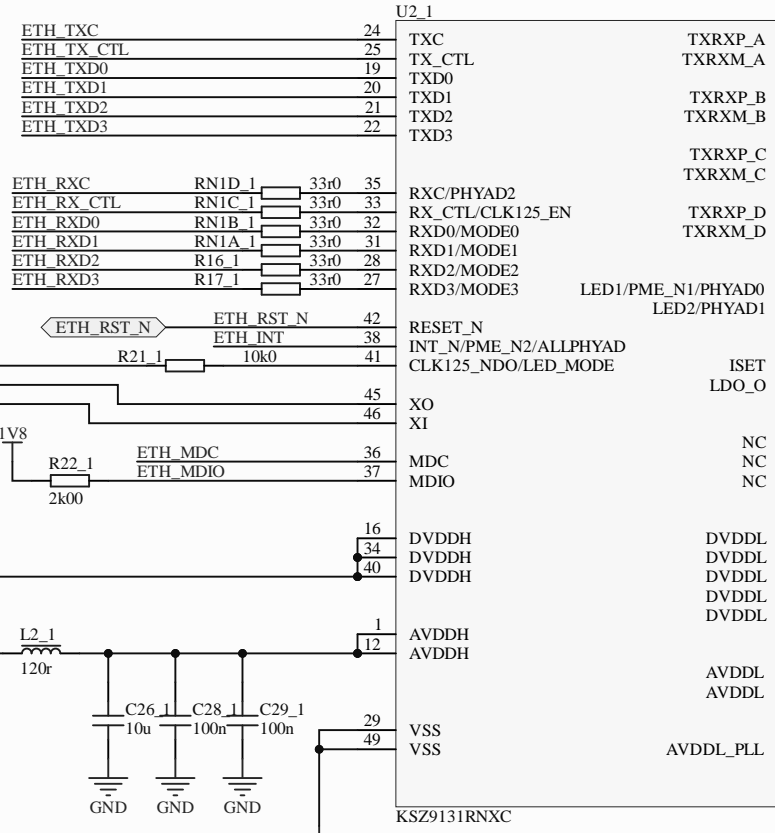 U2_1
ETH_TXC 24 TXC TXRXP_A
ETH_TX_CTL 25 TX_CTL TXRXM_A
ETH_TXD0 19 TXD0
ETH_TXD1 20 TXD1 TXRXP_B
ETH_TXD2 21 TXD2 TXRXM_B
ETH_TXD3 22 TXD3
TXRXP_C
TXRXM_C
ETH_RXC RN1D_1 33r0 35 RXC/PHYAD2
ETH_RX_CTL RN1C_1 33r0 33 RX_CTL/CLK125_EN TXRXP_D
ETH_RXD0 RN1B_1 33r0 32 RXD0/MODE0 TXRXM_D
ETH_RXD1 RN1A_1 33r0 31 RXD1/MODE1
ETH_RXD2 R16_1 33r0 28 RXD2/MODE2
ETH_RXD3 R17_1 33r0 27 RXD3/MODE3 LED1/PME_N1/PHYAD0
LED2/PHYAD1
ETH_RST_N ETH_RST_N 42 RESET_N
ETH_INT 38 INT_N/PME_N2/ALLPHYAD
R21_1 10k0 41 CLK125_NDO/LED_MODE ISET
LDO_O
45 XO
46 XI
1V8
NC
ETH_MDC 36 MDC NC
R22_1 ETH_MDIO 37 MDIO NC
2k00
16 DVDDH DVDDL
34 DVDDH DVDDL
40 DVDDH DVDDL
DVDDL
DVDDL
1 AVDDH
L2_1 12 AVDDH
120r
AVDDL
AVDDL
C26_1 C28_1 C29_1
10u 100n 100n
29 VSS
49 VSS AVDDL_PLL
GND GND GND
KSZ9131RNXC